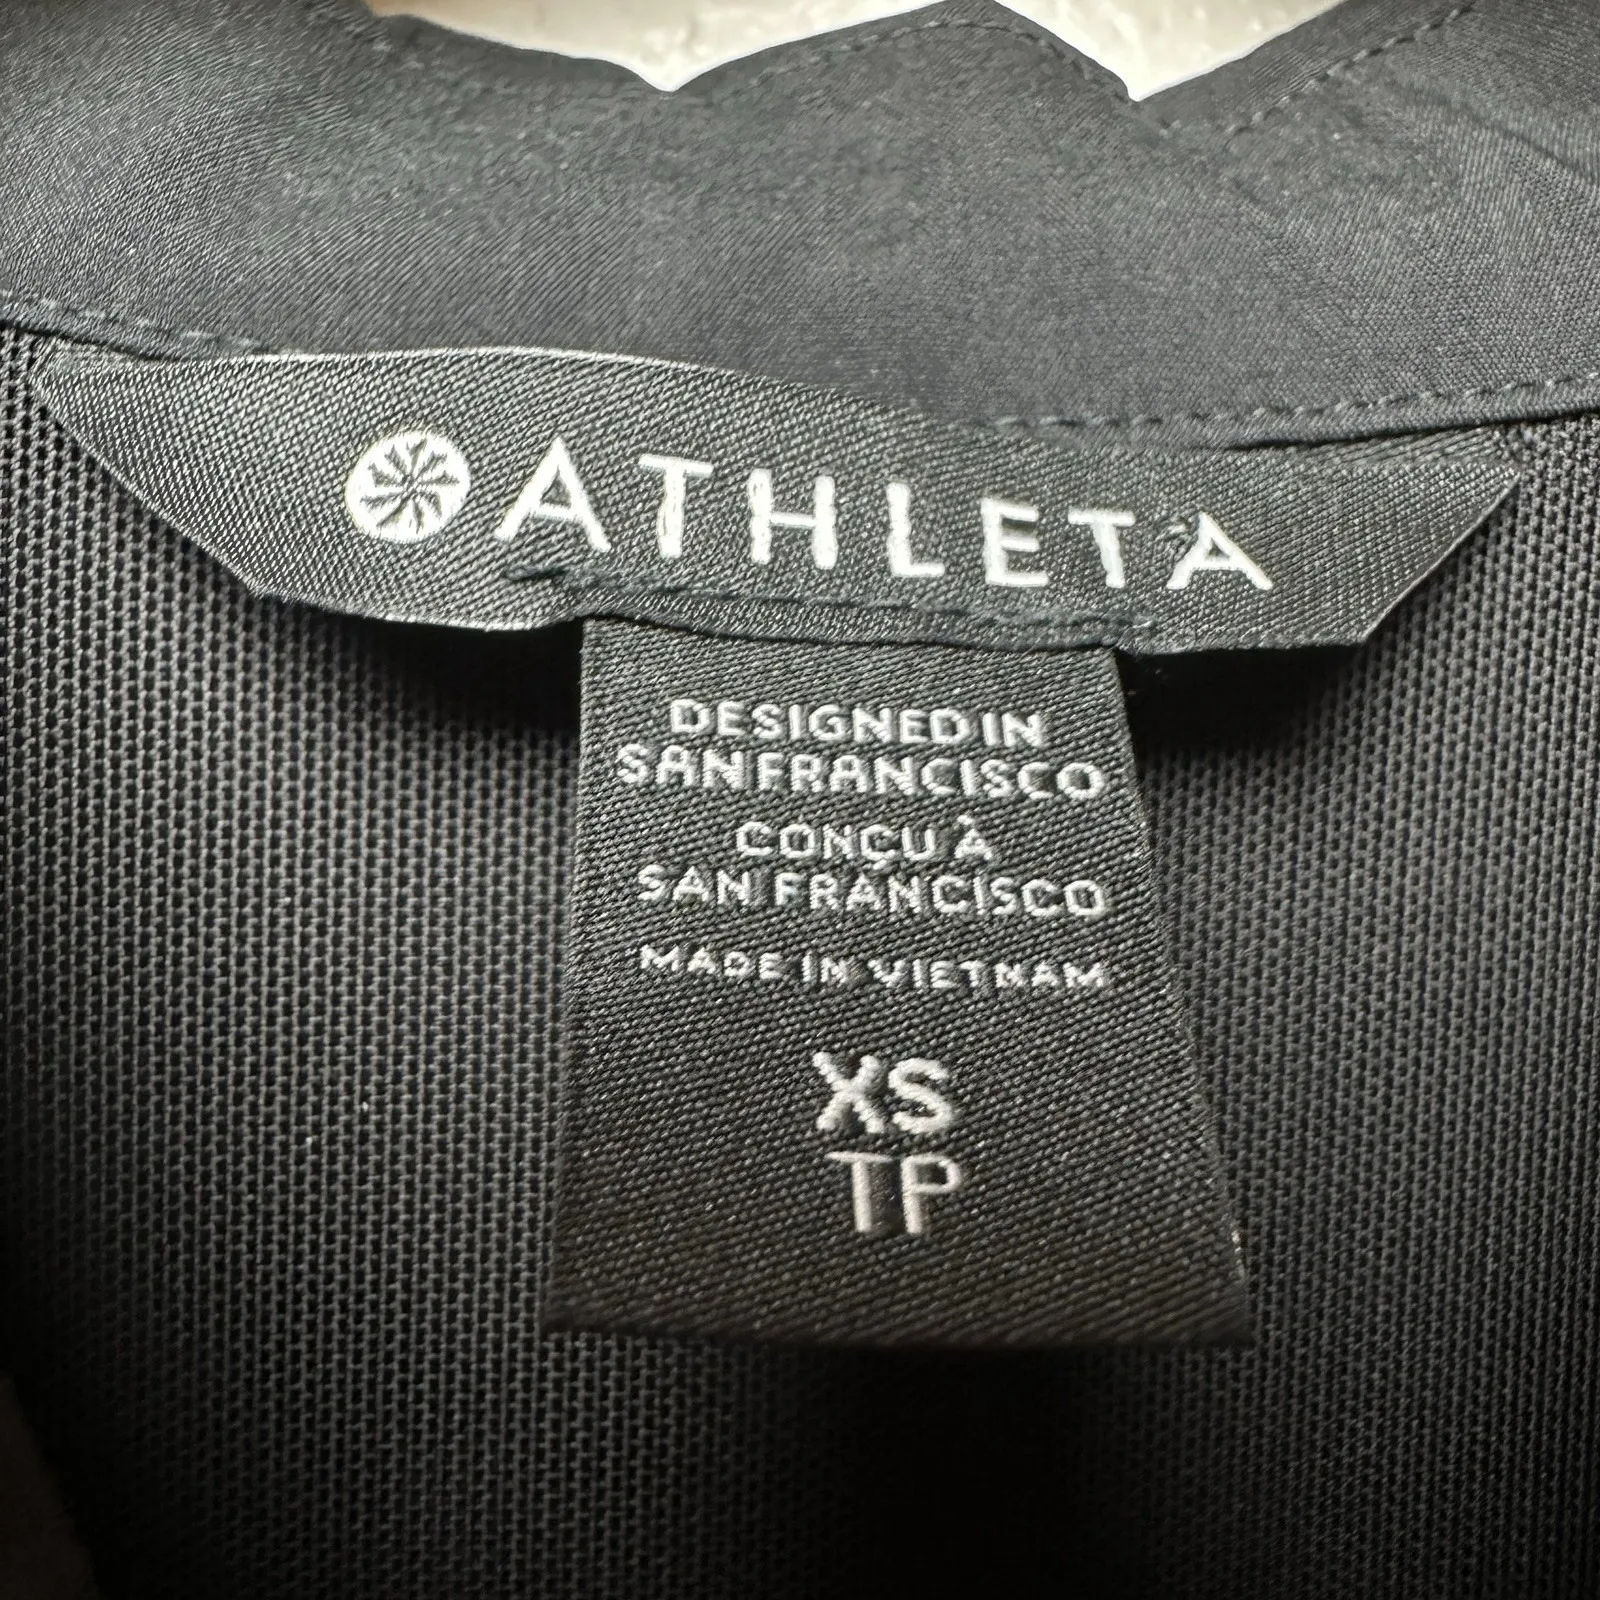 ATHLETA
DESIGNED IN
SAN FRANCISCO
CONÇU À
SAN FRANCISCO
MADE IN VIETNAM
XS
TP